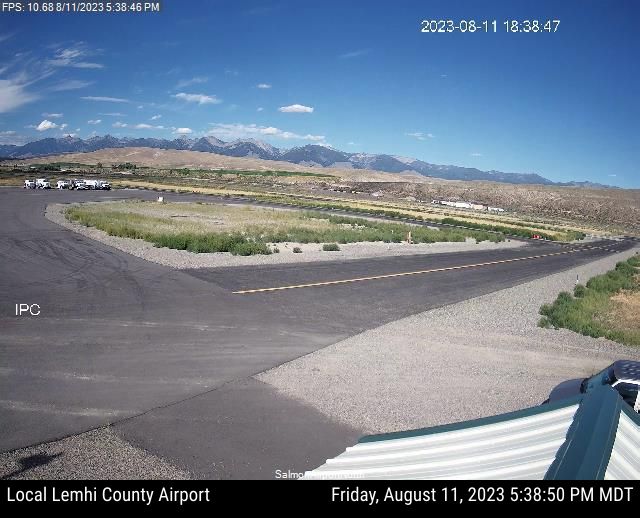 FPS: 10.68 8/11/2023 5:38:46 PM
2023-08-11 18:38:47
IPC
Local Lemhi County Airport
Friday, August 11, 2023 5:38:50 PM MDT